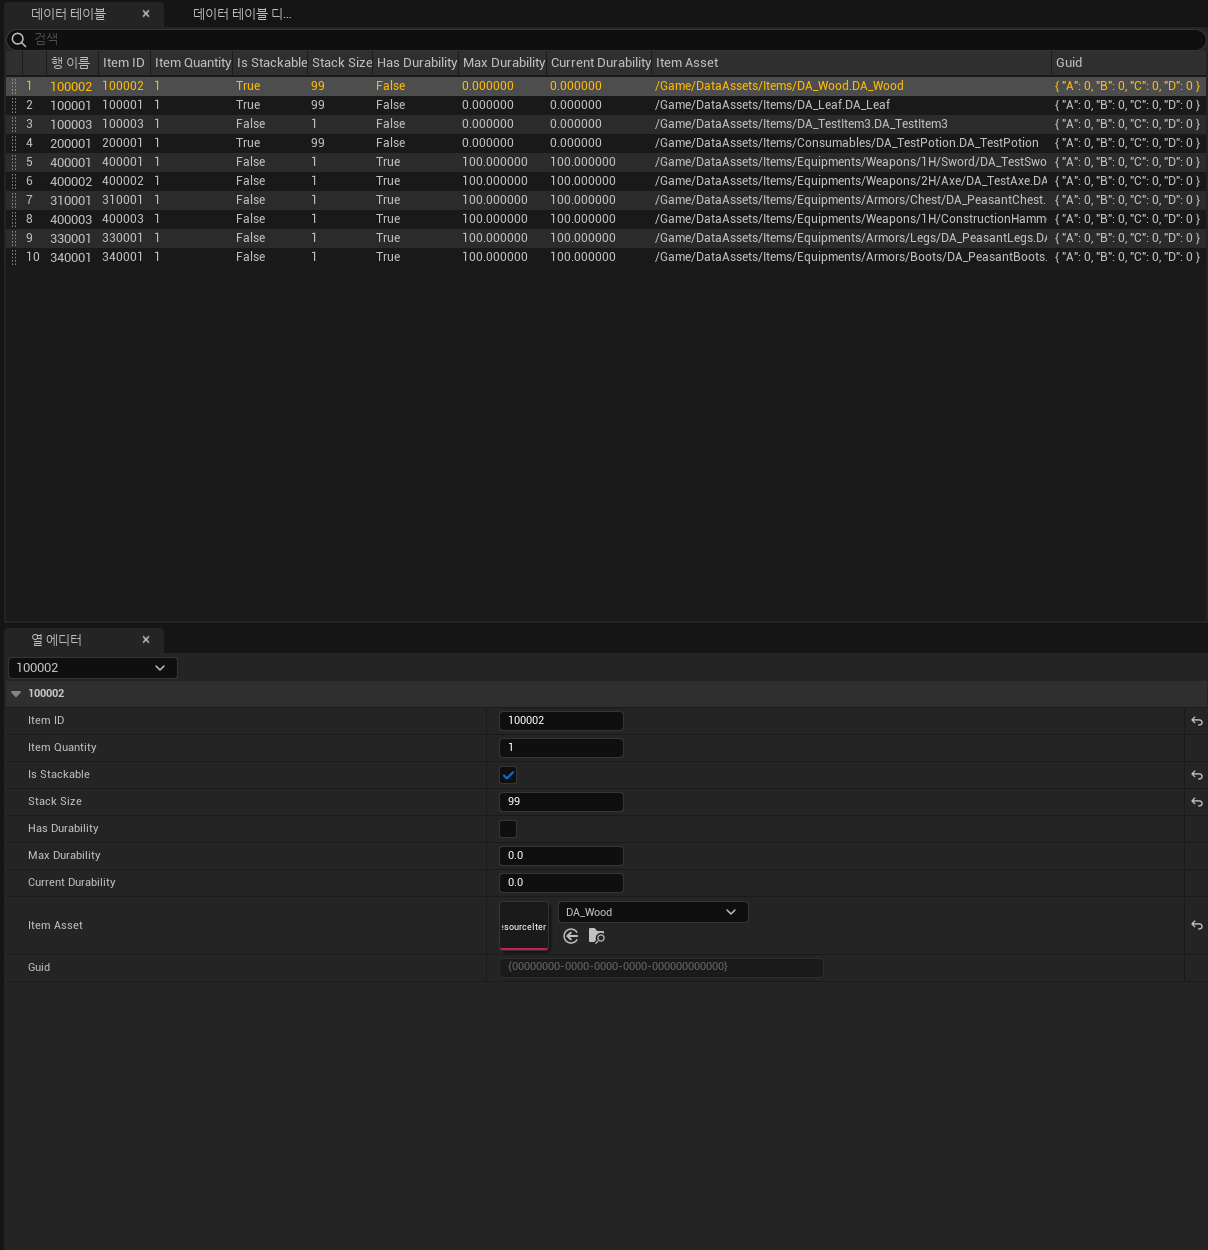 데이터 테이블 × 데이터 테이블 디...
검색
행 이름 Item ID Item Quantity Is Stackable Stack Size Has Durability Max Durability Current Durability Item Asset Guid
1 100002 100002 1 True 99 False 0.000000 0.000000 /Game/DataAssets/Items/DA_Wood.DA_Wood { "A": 0, "B": 0, "C": 0, "D": 0 }
2 100001 100001 1 True 99 False 0.000000 0.000000 /Game/DataAssets/Items/DA_Leaf.DA_Leaf { "A": 0, "B": 0, "C": 0, "D": 0 }
3 100003 100003 1 False 1 False 0.000000 0.000000 /Game/DataAssets/Items/DA_TestItem3.DA_TestItem3 { "A": 0, "B": 0, "C": 0, "D": 0 }
4 200001 200001 1 True 99 False 0.000000 0.000000 /Game/DataAssets/Items/Consumables/DA_TestPotion.DA_TestPotion { "A": 0, "B": 0, "C": 0, "D": 0 }
5 400001 400001 1 False 1 True 100.000000 100.000000 /Game/DataAssets/Items/Equipments/Weapons/1H/Sword/DA_TestSwo { "A": 0, "B": 0, "C": 0, "D": 0 }
6 400002 400002 1 False 1 True 100.000000 100.000000 /Game/DataAssets/Items/Equipments/Weapons/2H/Axe/DA_TestAxe.DA { "A": 0, "B": 0, "C": 0, "D": 0 }
7 310001 310001 1 False 1 True 100.000000 100.000000 /Game/DataAssets/Items/Equipments/Armors/Chest/DA_PeasantChest. { "A": 0, "B": 0, "C": 0, "D": 0 }
8 400003 400003 1 False 1 True 100.000000 100.000000 /Game/DataAssets/Items/Equipments/Weapons/1H/ConstructionHamm { "A": 0, "B": 0, "C": 0, "D": 0 }
9 330001 330001 1 False 1 True 100.000000 100.000000 /Game/DataAssets/Items/Equipments/Armors/Legs/DA_PeasantLegs.DA { "A": 0, "B": 0, "C": 0, "D": 0 }
10 340001 340001 1 False 1 True 100.000000 100.000000 /Game/DataAssets/Items/Equipments/Armors/Boots/DA_PeasantBoots. { "A": 0, "B": 0, "C": 0, "D": 0 }
열 에디터 ×
100002
100002
Item ID 100002
Item Quantity 1
Is Stackable
Stack Size 99
Has Durability
Max Durability 0.0
Current Durability 0.0
DA_Wood
Item Asset sourceIter
Guid {00000000-0000-0000-0000-000000000000}